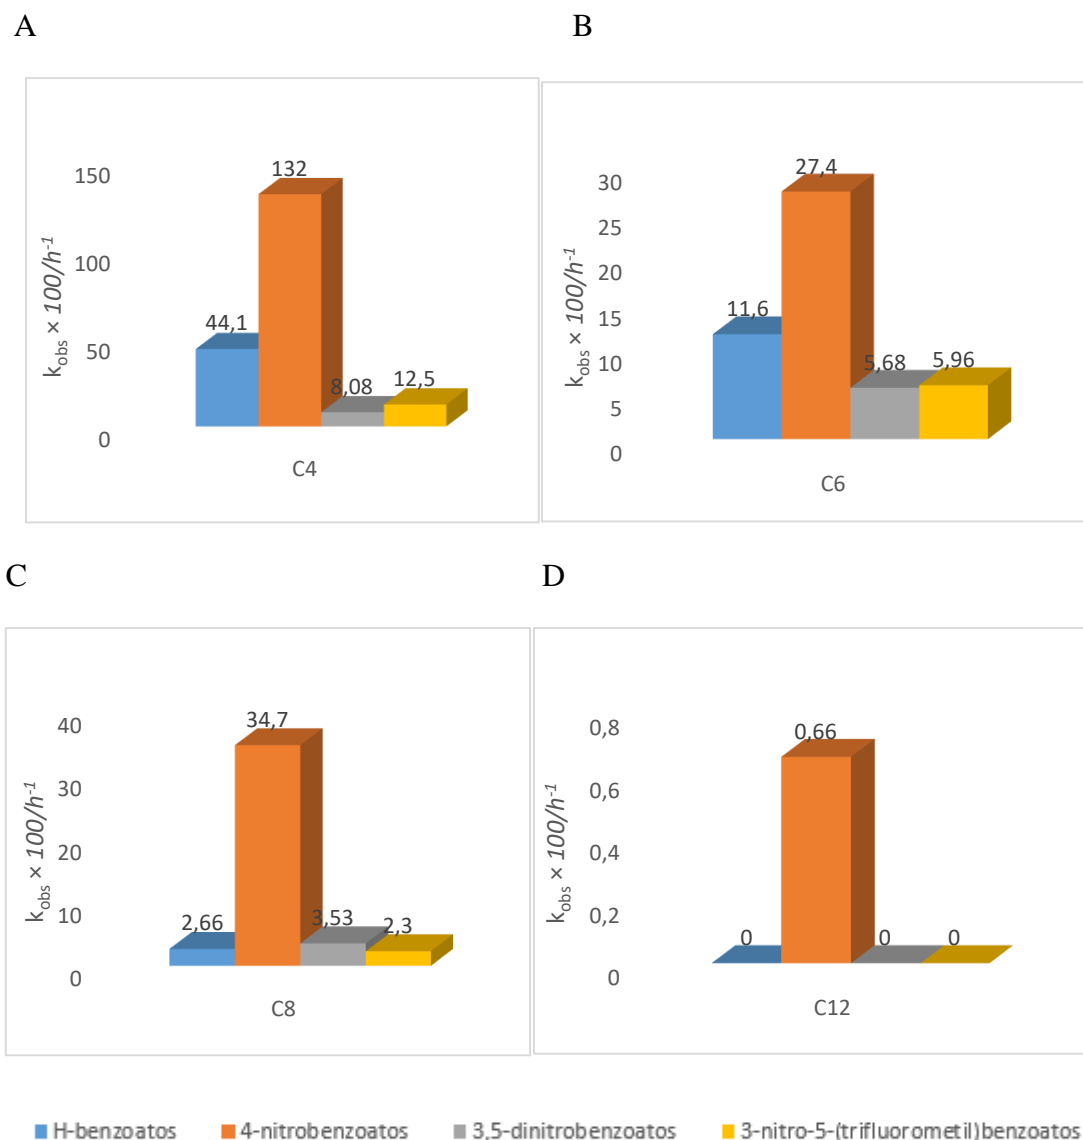 A
B
k_obs × 100/h⁻¹
150
100
50
0
44,1
132
8,08
12,5
C4
k_obs × 100/h⁻¹
30
25
20
15
10
5
0
11,6
27,4
5,68
5,96
C6
C
D
k_obs × 100/h⁻¹
40
30
20
10
0
2,66
34,7
3,53
2,3
C8
k_obs × 100/h⁻¹
0,8
0,6
0,4
0,2
0
0
0,66
0
0
C12
H-benzoatos 4-nitrobenzoatos 3,5-dinitrobenzoatos 3-nitro-5-(trifluorometil)benzoatos